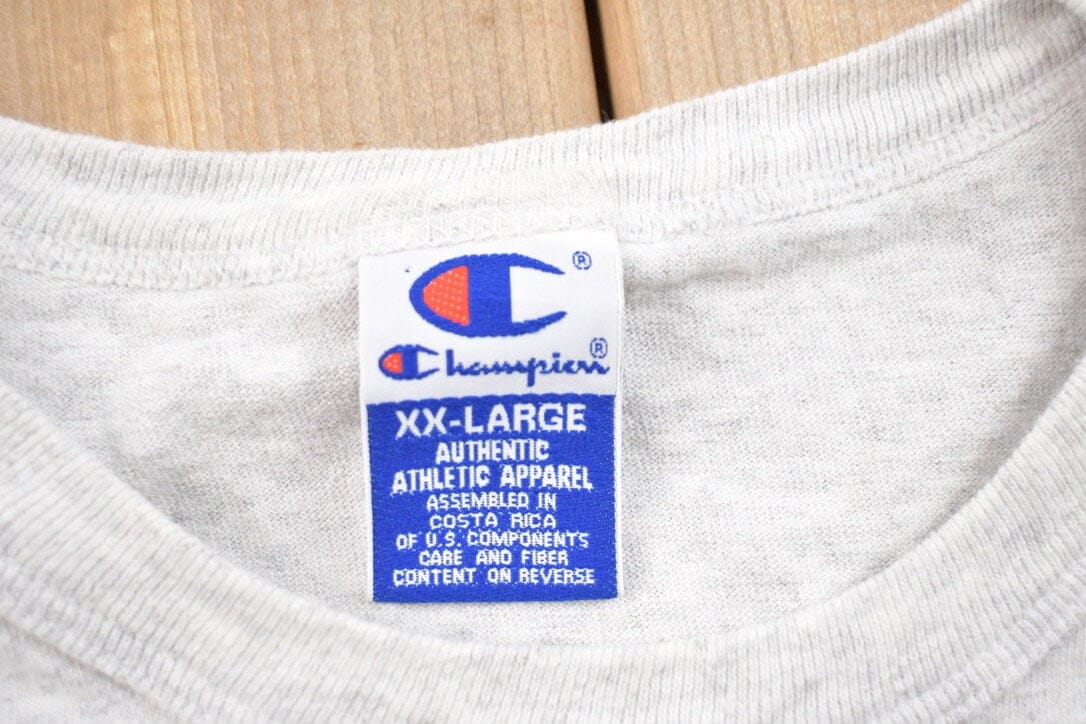 ®
Champion®
XX-LARGE
AUTHENTIC
ATHLETIC APPAREL
ASSEMBLED IN
COSTA RICA
OF U.S. COMPONENTS
CARE AND FIBER
CONTENT ON REVERSE